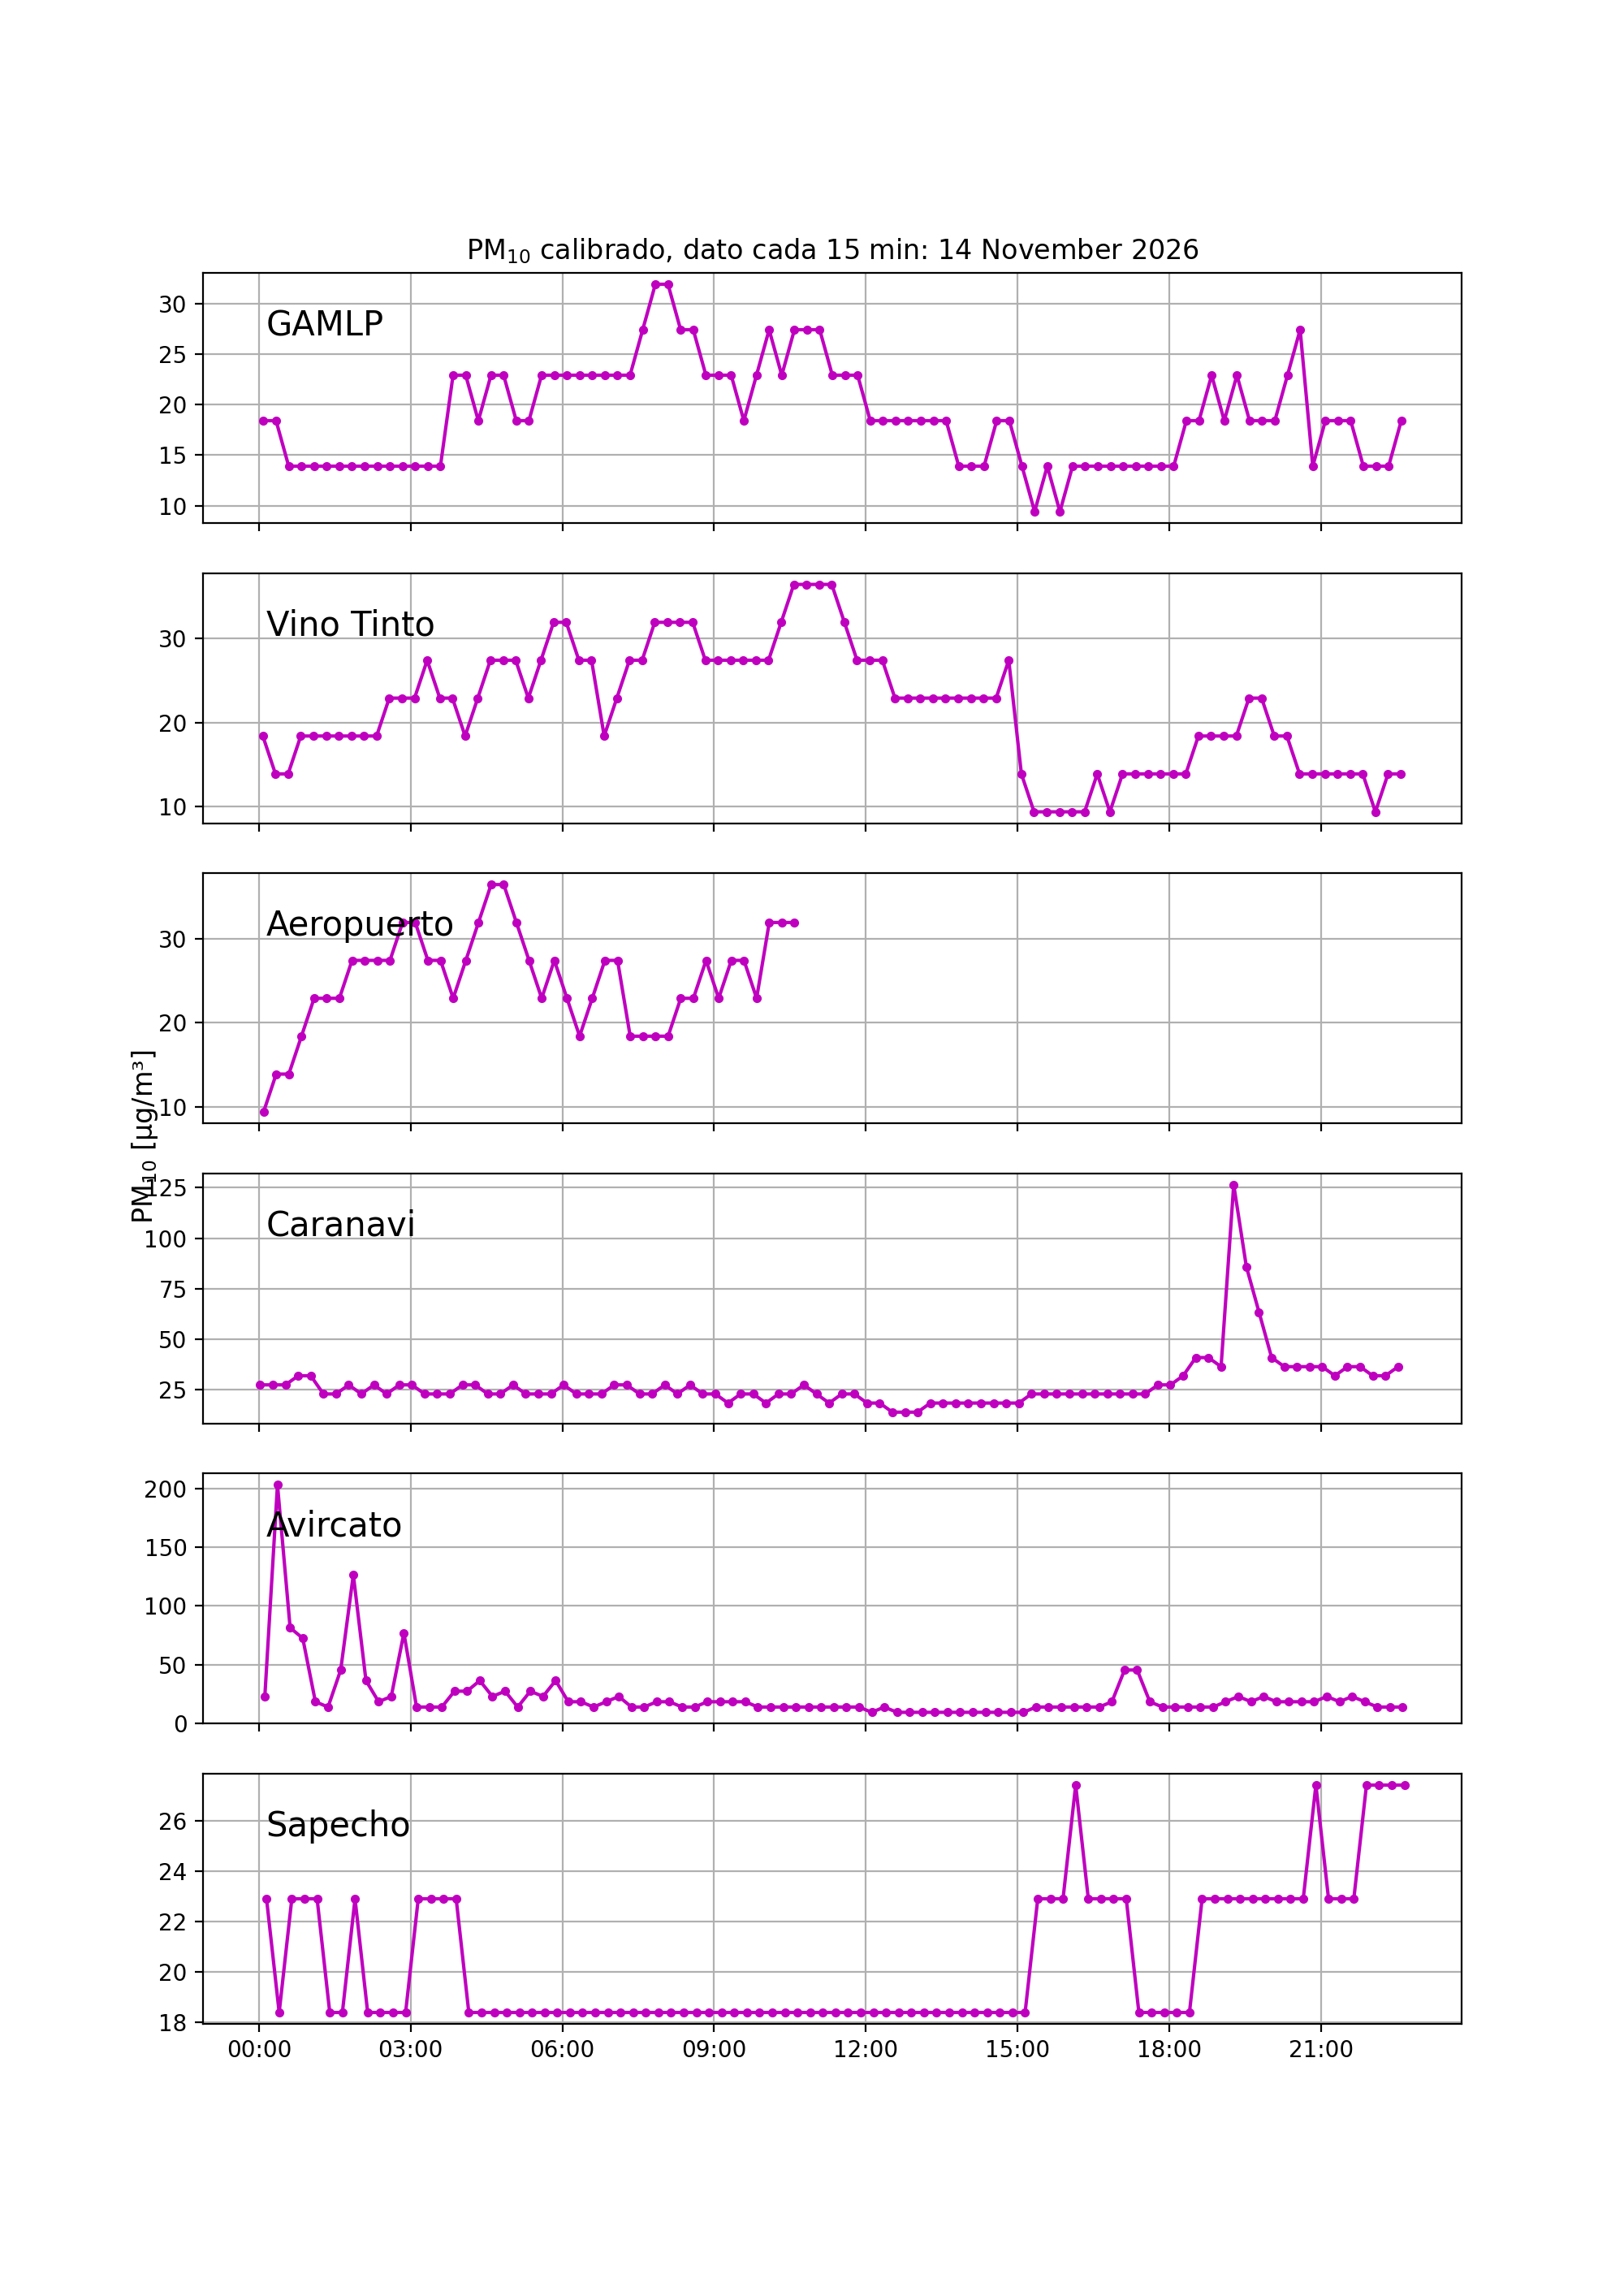 PM₁₀ calibrado, dato cada 15 min: 14 November 2026
GAMLP
30
25
20
15
10
Vino Tinto
30
20
10
Aeropuerto
30
20
10
PM₁₀ [µg/m³]
Caranavi
125
100
75
50
25
Avircato
200
150
100
50
0
Sapecho
26
24
22
20
18
00:00 03:00 06:00 09:00 12:00 15:00 18:00 21:00